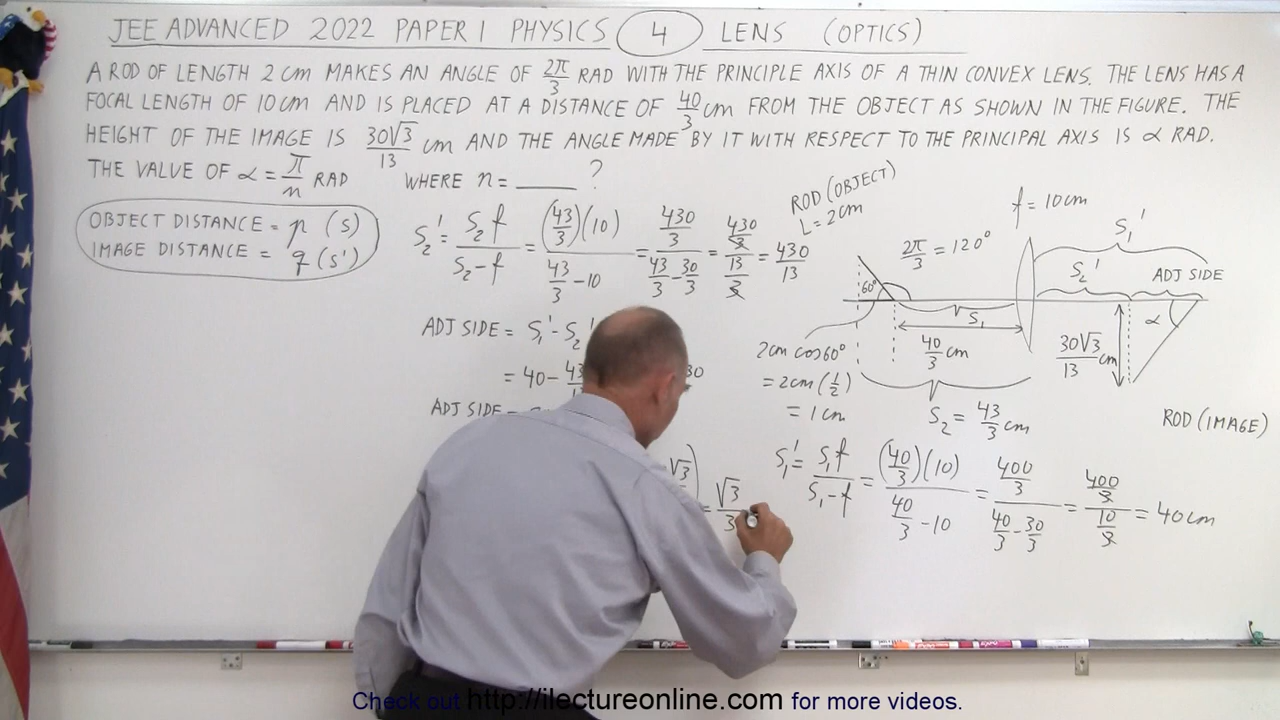 JEE ADVANCED 2022 PAPER 1 PHYSICS 4 LENS (OPTICS)
A ROD OF LENGTH 2 cm MAKES AN ANGLE OF 2π/3 RAD WITH THE PRINCIPLE AXIS OF A THIN CONVEX LENS. THE LENS HAS A
FOCAL LENGTH OF 10 cm AND IS PLACED AT A DISTANCE OF 40/3 cm FROM THE OBJECT AS SHOWN IN THE FIGURE. THE
HEIGHT OF THE IMAGE IS 30√3/13 cm AND THE ANGLE MADE BY IT WITH RESPECT TO THE PRINCIPAL AXIS IS α RAD.
THE VALUE OF α = π/n RAD WHERE n = ____ ?
OBJECT DISTANCE = p (s)
IMAGE DISTANCE = q (s')
S₂' = S₂f/(S₂-f) = (43/3)(10)/(43/3 - 10) = (430/3)/(43/3 - 30/3) = (430/3)/(13/3) = 430/13
ADJ SIDE = S₁' - S₂'
= 40 - 43
ADJ SIDE =
= √3/3
ROD (OBJECT)
L = 2 cm
f = 10 cm
2π/3 = 120°
60°
S₁'
S₂'
ADJ SIDE
S₁
α
40/3 cm
30√3/13 cm
2 cm cos 60°
= 2 cm (1/2)
= 1 cm
S₂ = 43/3 cm
ROD (IMAGE)
S₁' = S₁f/(S₁-f) = (40/3)(10)/(40/3 - 10) = (400/3)/(40/3 - 30/3) = (400/3)/(10/3) = 40 cm
Check out http://ilectureonline.com for more videos.